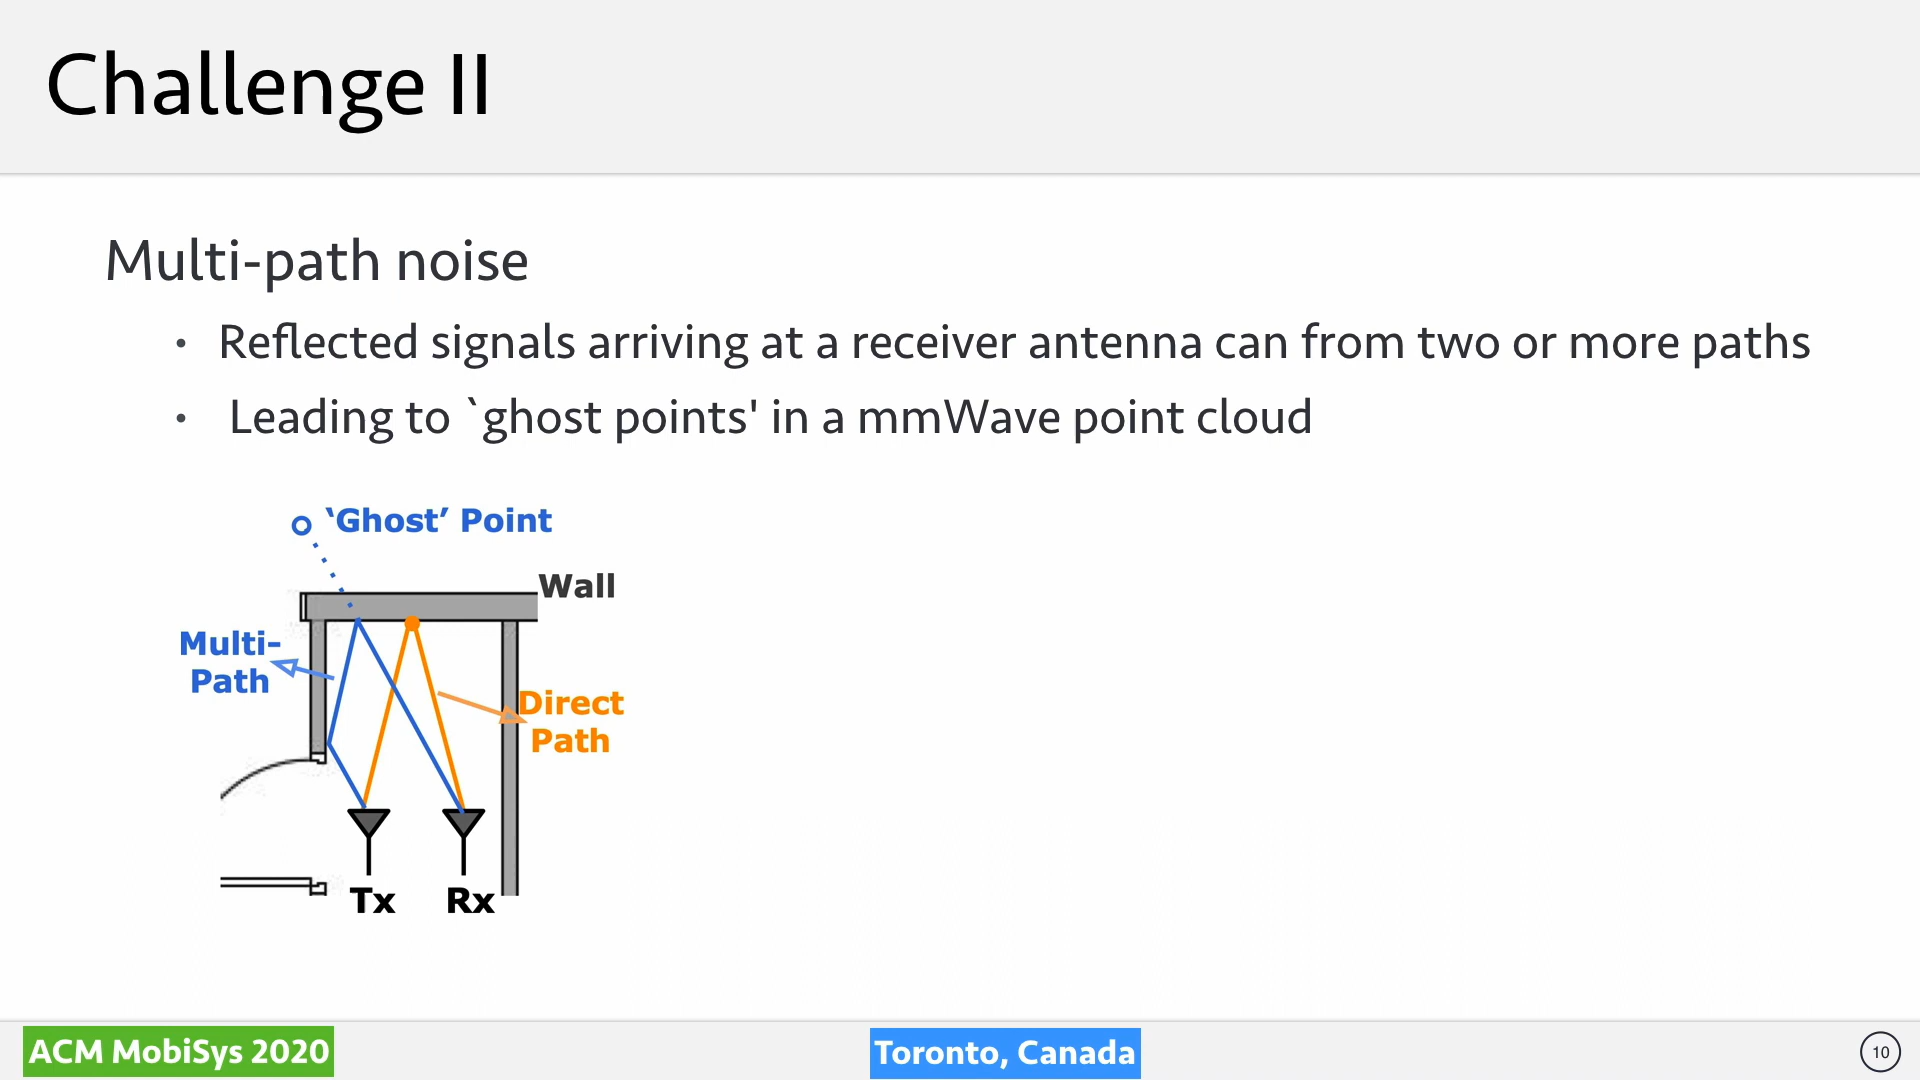 Challenge II
Multi-path noise
• Reflected signals arriving at a receiver antenna can from two or more paths
• Leading to `ghost points' in a mmWave point cloud
‘Ghost’ Point
Wall
Multi-
Path
Direct
Path
Tx
Rx
ACM MobiSys 2020
Toronto, Canada
10